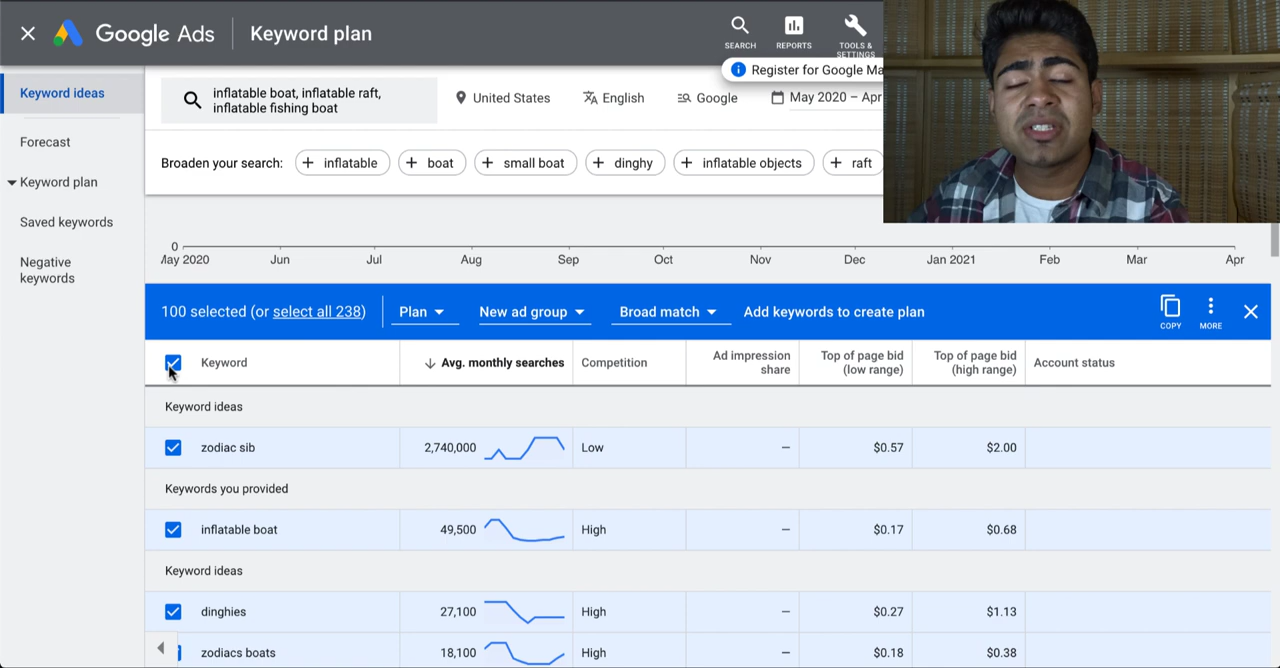 Google Ads
Keyword plan
SEARCH
REPORTS
TOOLS &
SETTINGS
Register for Google Ma
Keyword ideas
Forecast
Keyword plan
Saved keywords
Negative
keywords
inflatable boat, inflatable raft,
inflatable fishing boat
United States
English
Google
May 2020 – Apr
Broaden your search:
+ inflatable
+ boat
+ small boat
+ dinghy
+ inflatable objects
+ raft
0
May 2020
Jun
Jul
Aug
Sep
Oct
Nov
Dec
Jan 2021
Feb
Mar
Apr
100 selected (or select all 238)
Plan
New ad group
Broad match
Add keywords to create plan
COPY
MORE
Keyword
Avg. monthly searches
Competition
Ad impression
share
Top of page bid
(low range)
Top of page bid
(high range)
Account status
Keyword ideas
zodiac sib 2,740,000 Low – $0.57 $2.00
Keywords you provided
inflatable boat 49,500 High – $0.17 $0.68
Keyword ideas
dinghies 27,100 High – $0.27 $1.13
zodiacs boats 18,100 High – $0.18 $0.38